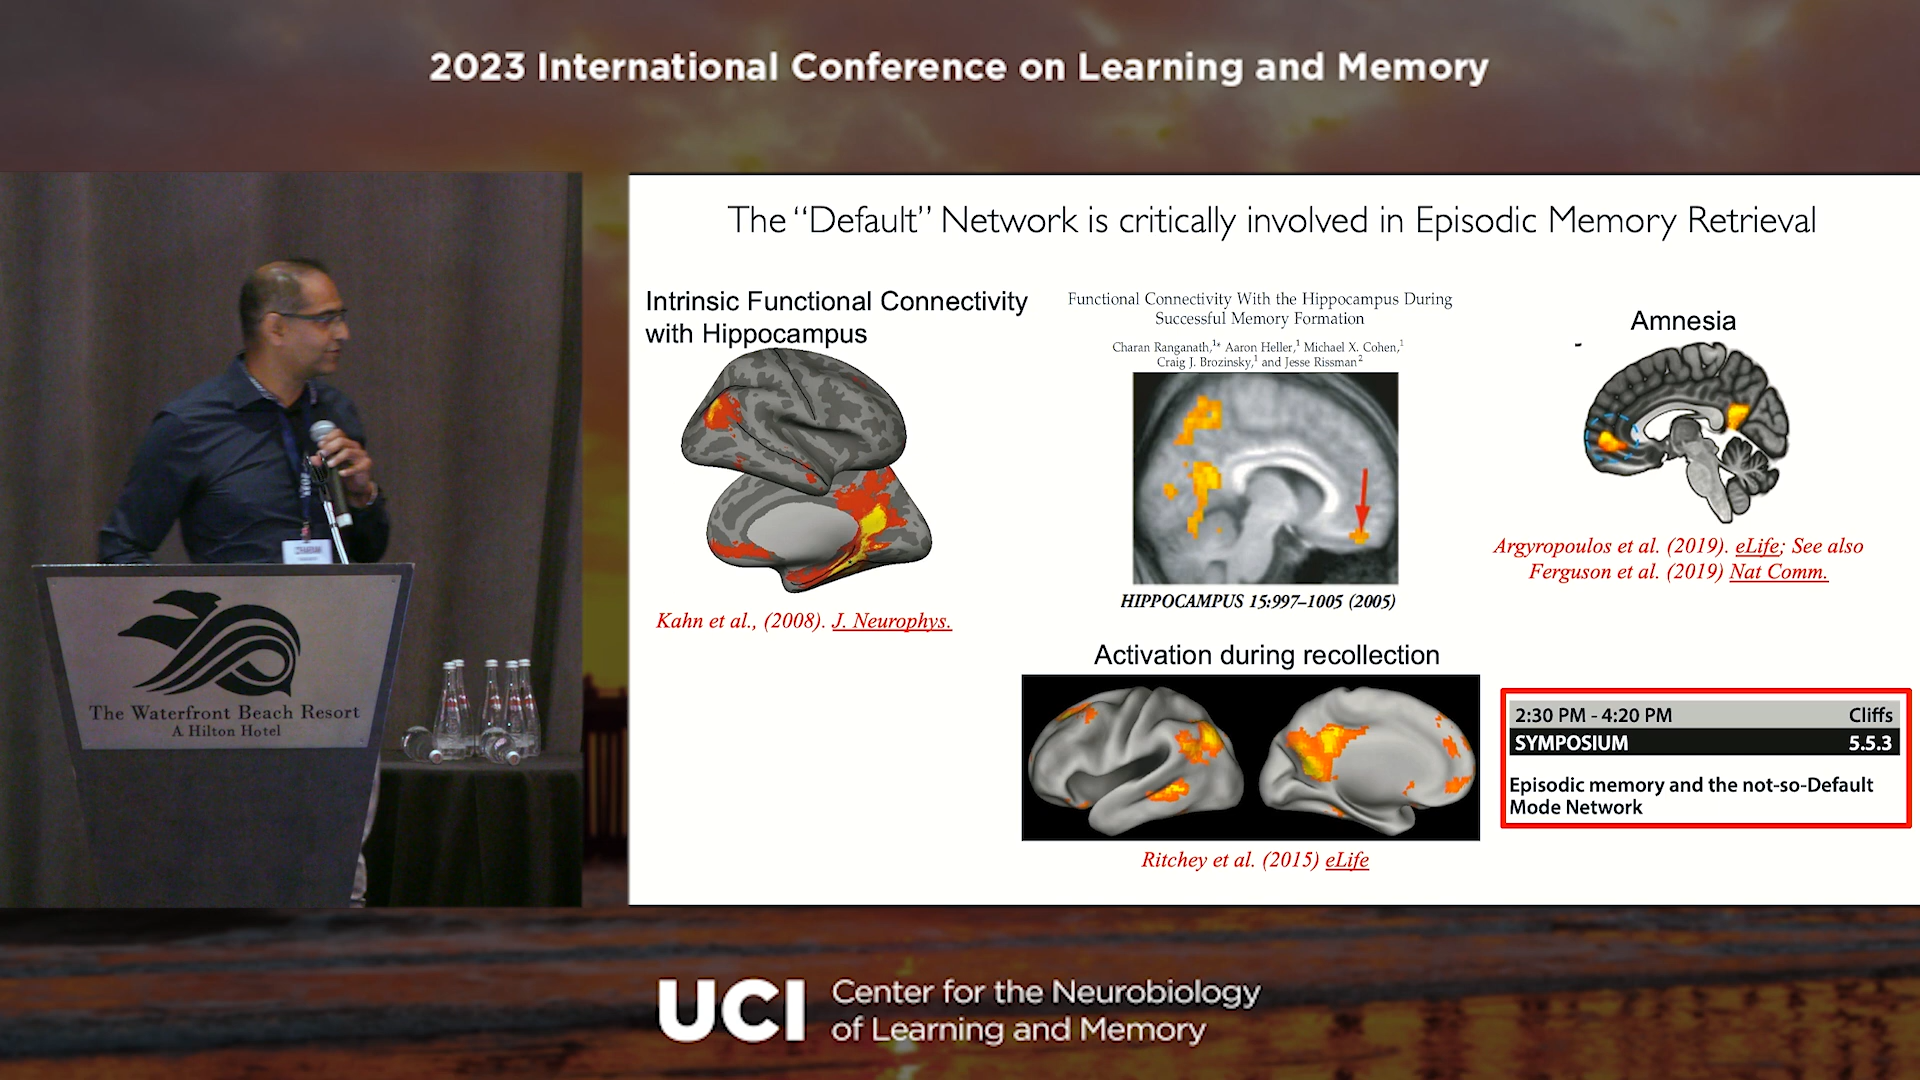 2023 International Conference on Learning and Memory
The Waterfront Beach Resort
A Hilton Hotel
The “Default” Network is critically involved in Episodic Memory Retrieval
Intrinsic Functional Connectivity
with Hippocampus
Kahn et al., (2008). J. Neurophys.
Functional Connectivity With the Hippocampus During
Successful Memory Formation
Charan Ranganath,1* Aaron Heller,1 Michael X. Cohen,1
Craig J. Brozinsky,1 and Jesse Rissman2
HIPPOCAMPUS 15:997–1005 (2005)
Amnesia
Argyropoulos et al. (2019). eLife; See also
Ferguson et al. (2019) Nat Comm.
Activation during recollection
Ritchey et al. (2015) eLife
2:30 PM - 4:20 PM Cliffs
SYMPOSIUM 5.5.3
Episodic memory and the not-so-Default
Mode Network
UCI
Center for the Neurobiology
of Learning and Memory